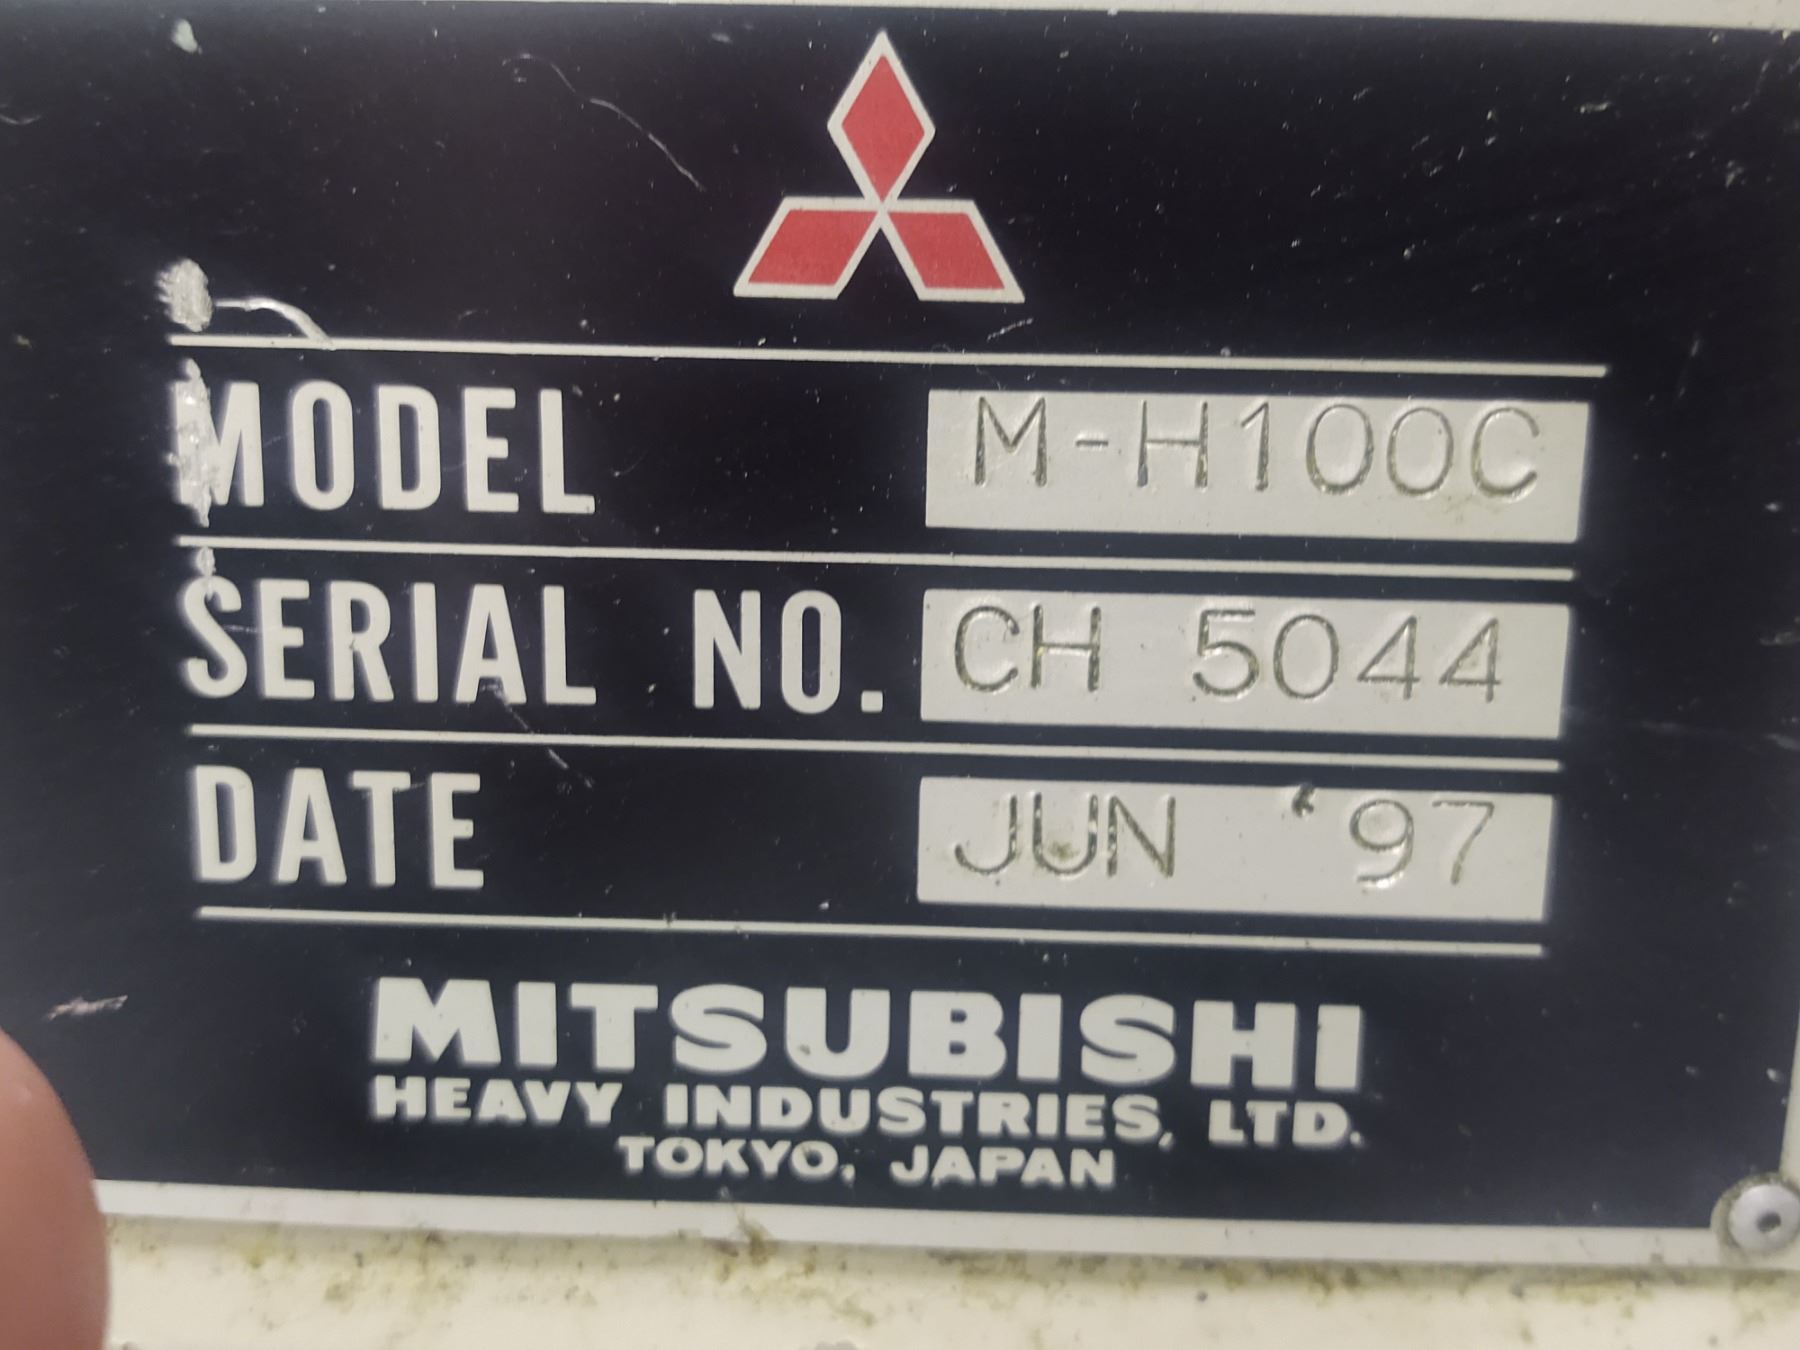 MODEL M-H100C
SERIAL NO. CH 5044
DATE JUN '97
MITSUBISHI
HEAVY INDUSTRIES, LTD.
TOKYO, JAPAN